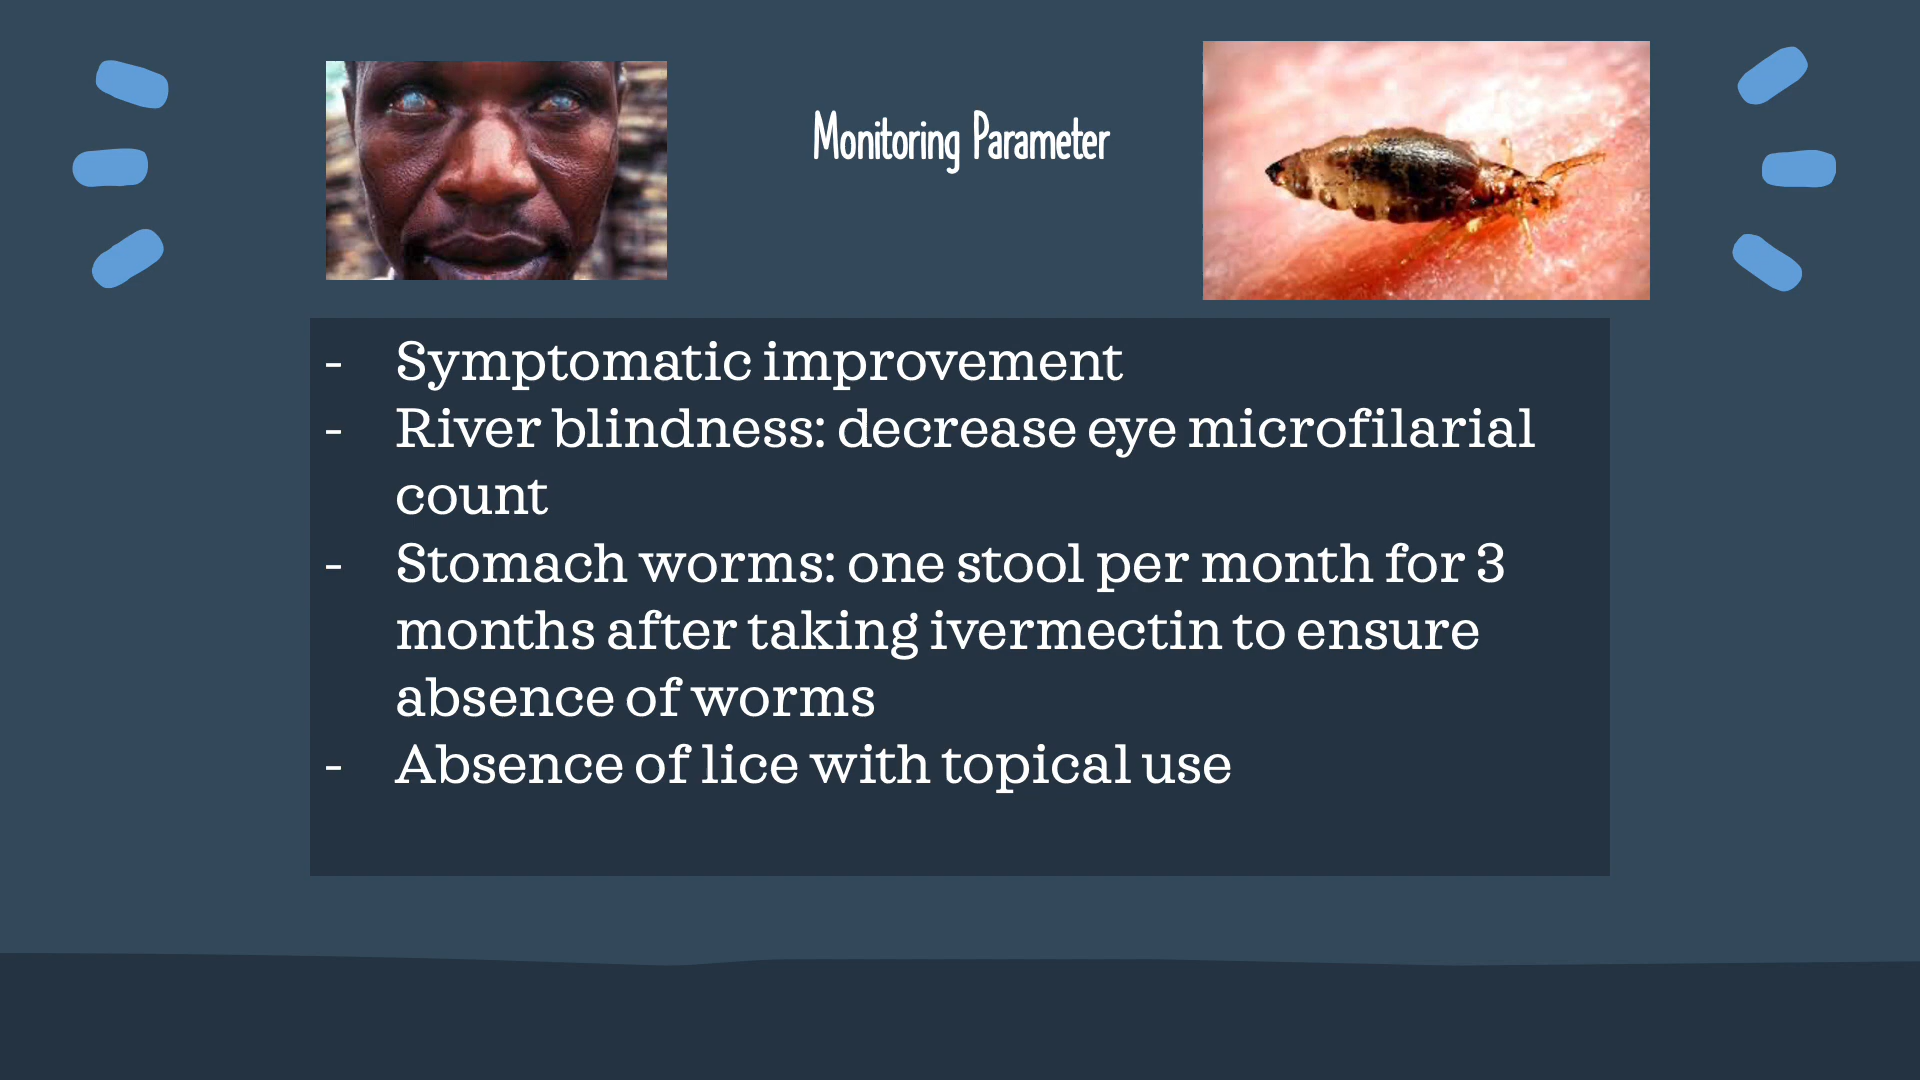 Monitoring Parameter
- Symptomatic improvement
- River blindness: decrease eye microfilarial
count
- Stomach worms: one stool per month for 3
months after taking ivermectin to ensure
absence of worms
- Absence of lice with topical use